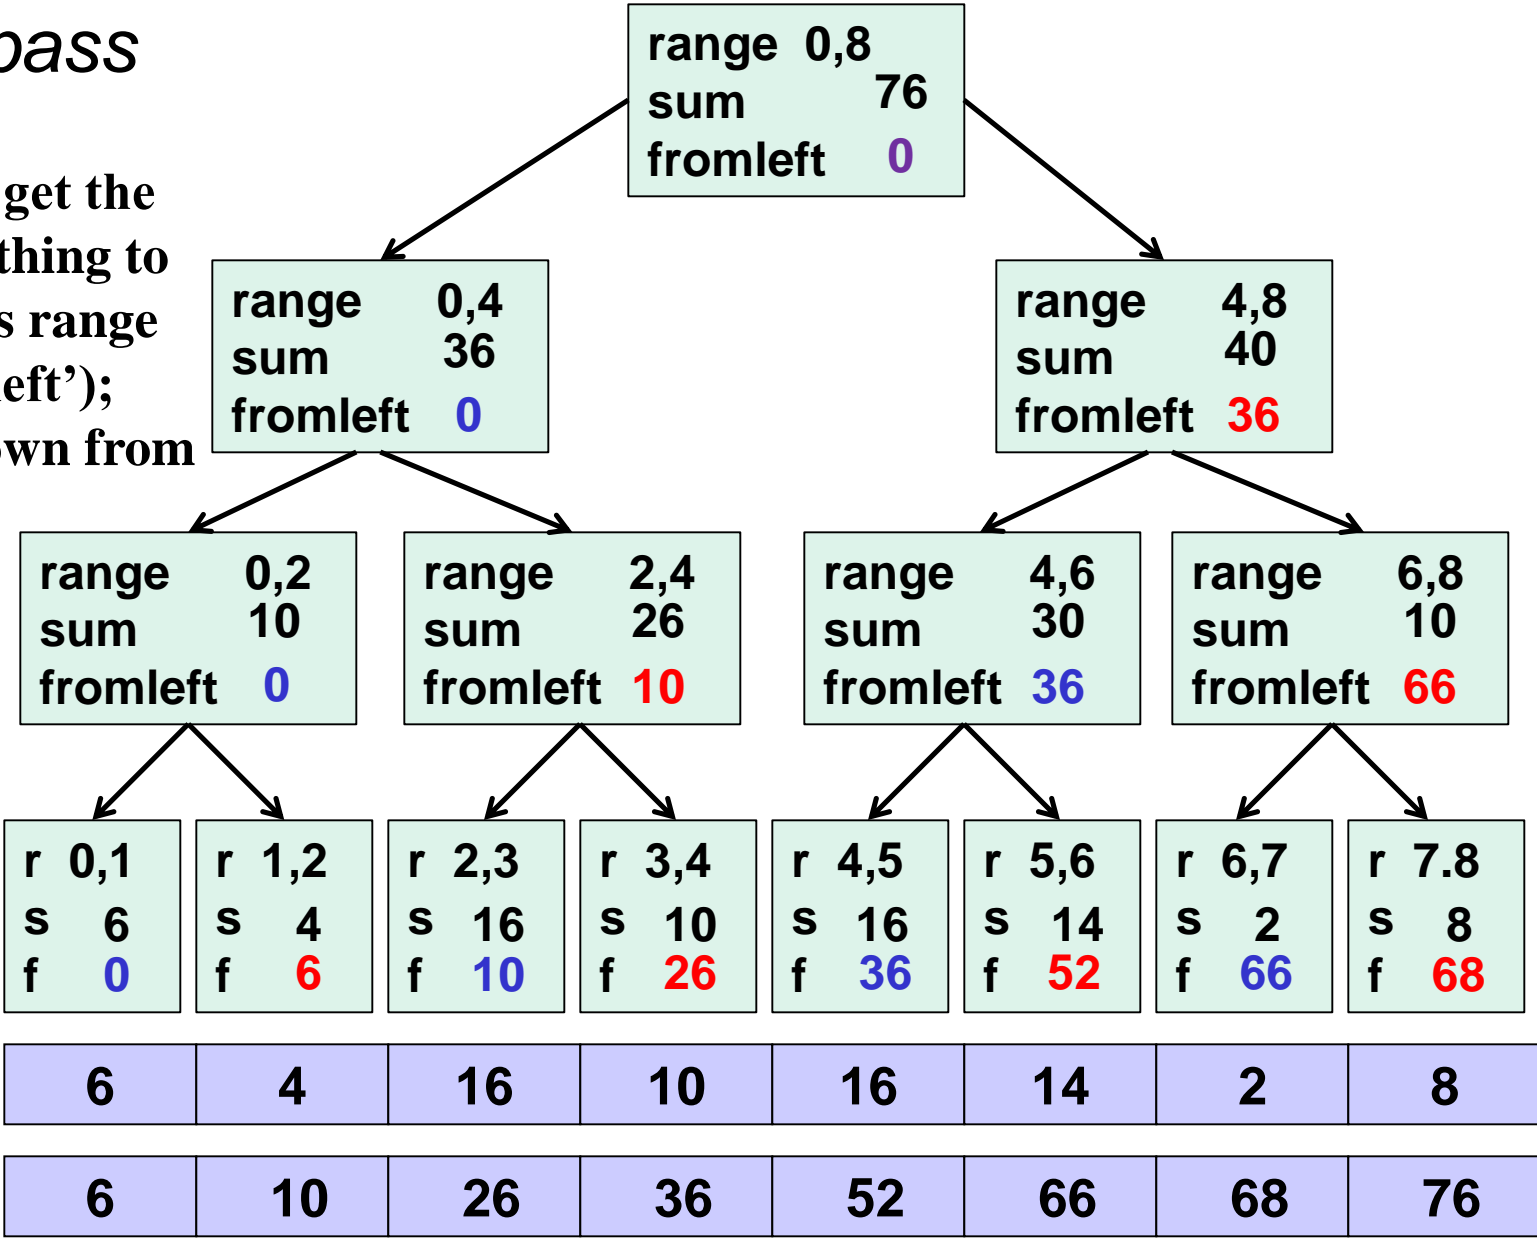 pass
get the
thing to
s range
eft’);
own from
range 0,8
sum 76
fromleft 0
range 0,4
sum 36
fromleft 0
range 4,8
sum 40
fromleft 36
range 0,2
sum 10
fromleft 0
range 2,4
sum 26
fromleft 10
range 4,6
sum 30
fromleft 36
range 6,8
sum 10
fromleft 66
r 0,1
s 6
f 0
r 1,2
s 4
f 6
r 2,3
s 16
f 10
r 3,4
s 10
f 26
r 4,5
s 16
f 36
r 5,6
s 14
f 52
r 6,7
s 2
f 66
r 7.8
s 8
f 68
6 4 16 10 16 14 2 8
6 10 26 36 52 66 68 76